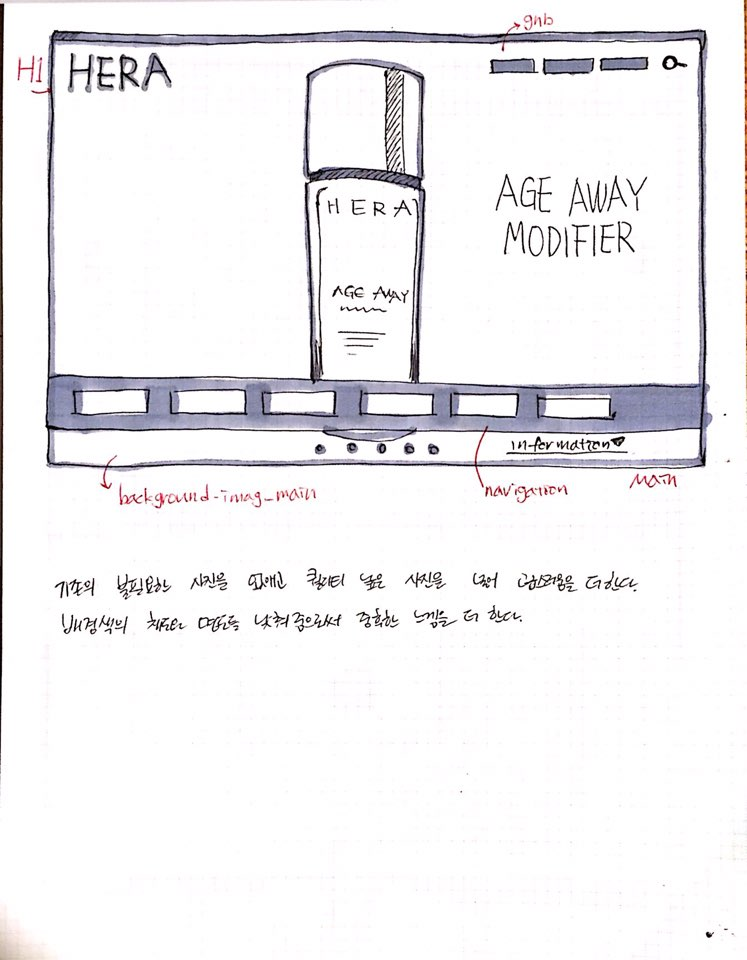 gnb
H1
HERA
AGE AWAY
MODIFIER
HERA
AGE AWAY
information
background-imag_main
navigation
Main
기존의 불필요한 사진을 없애고 퀄리티 높은 사진을 넣어 고급스러움을 더한다.
배경색의 채도와 명도를 낮춰줌으로써 중후한 느낌을 더 한다.